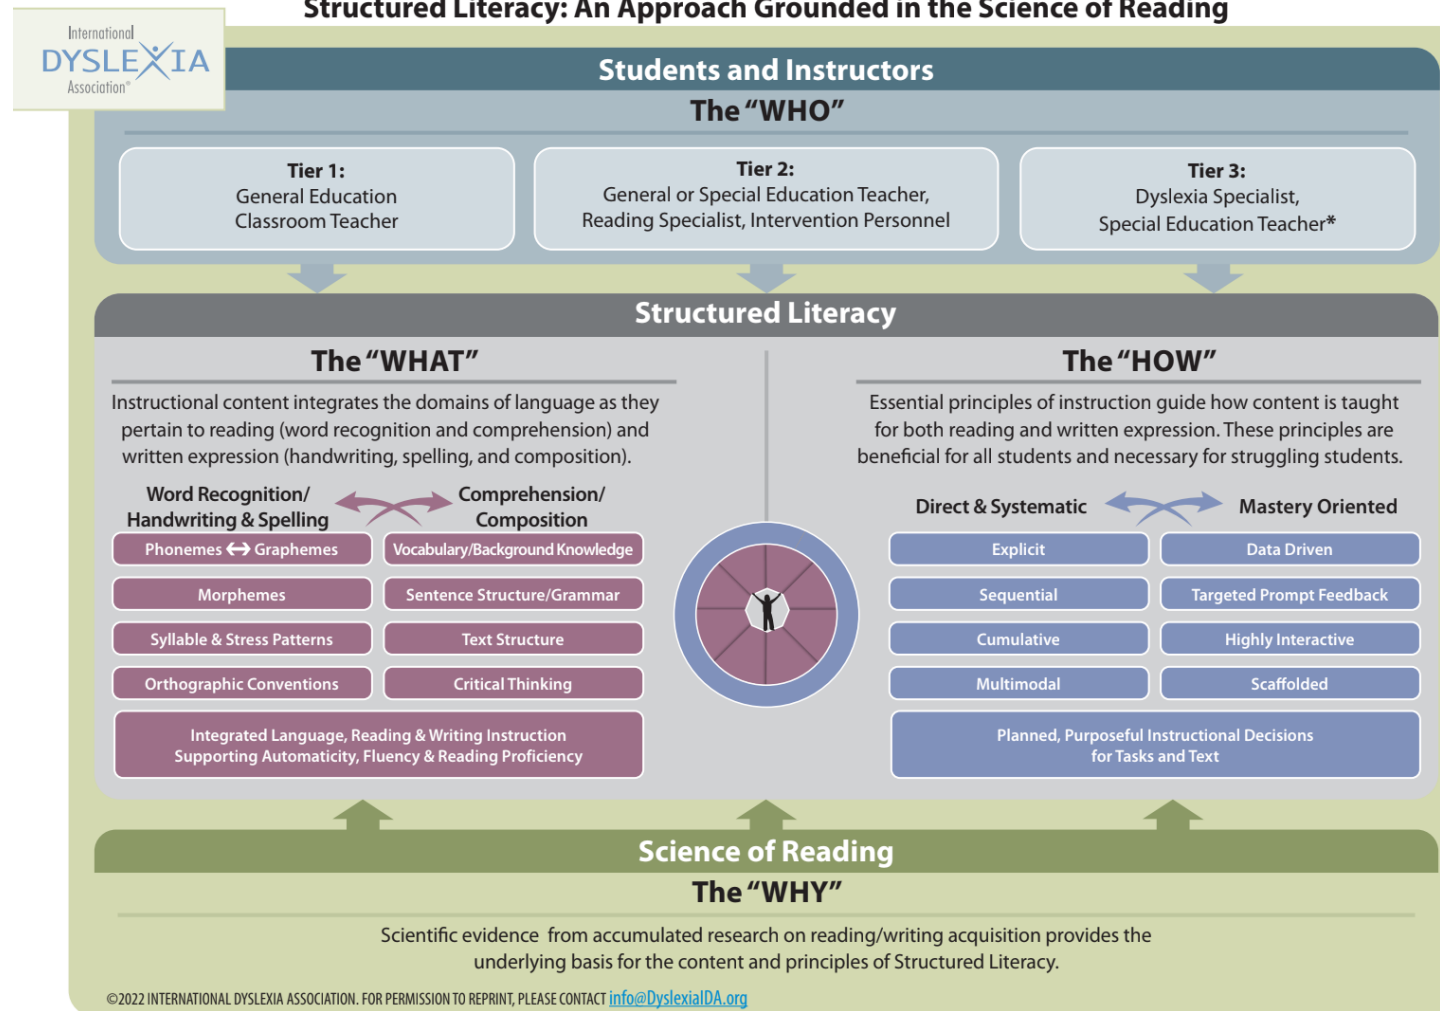 Structured Literacy: An Approach Grounded in the Science of Reading
International
DYSLEXIA
Association®
Students and Instructors
The “WHO”
Tier 1:
General Education
Classroom Teacher
Tier 2:
General or Special Education Teacher,
Reading Specialist, Intervention Personnel
Tier 3:
Dyslexia Specialist,
Special Education Teacher*
Structured Literacy
The “WHAT”
Instructional content integrates the domains of language as they
pertain to reading (word recognition and comprehension) and
written expression (handwriting, spelling, and composition).
Word Recognition/
Handwriting & Spelling
Comprehension/
Composition
Phonemes ↔ Graphemes
Vocabulary/Background Knowledge
Morphemes
Sentence Structure/Grammar
Syllable & Stress Patterns
Text Structure
Orthographic Conventions
Critical Thinking
Integrated Language, Reading & Writing Instruction
Supporting Automaticity, Fluency & Reading Proficiency
The “HOW”
Essential principles of instruction guide how content is taught
for both reading and written expression. These principles are
beneficial for all students and necessary for struggling students.
Direct & Systematic
Mastery Oriented
Explicit
Data Driven
Sequential
Targeted Prompt Feedback
Cumulative
Highly Interactive
Multimodal
Scaffolded
Planned, Purposeful Instructional Decisions
for Tasks and Text
Science of Reading
The “WHY”
Scientific evidence from accumulated research on reading/writing acquisition provides the
underlying basis for the content and principles of Structured Literacy.
©2022 INTERNATIONAL DYSLEXIA ASSOCIATION. FOR PERMISSION TO REPRINT, PLEASE CONTACT info@DyslexiaIDA.org